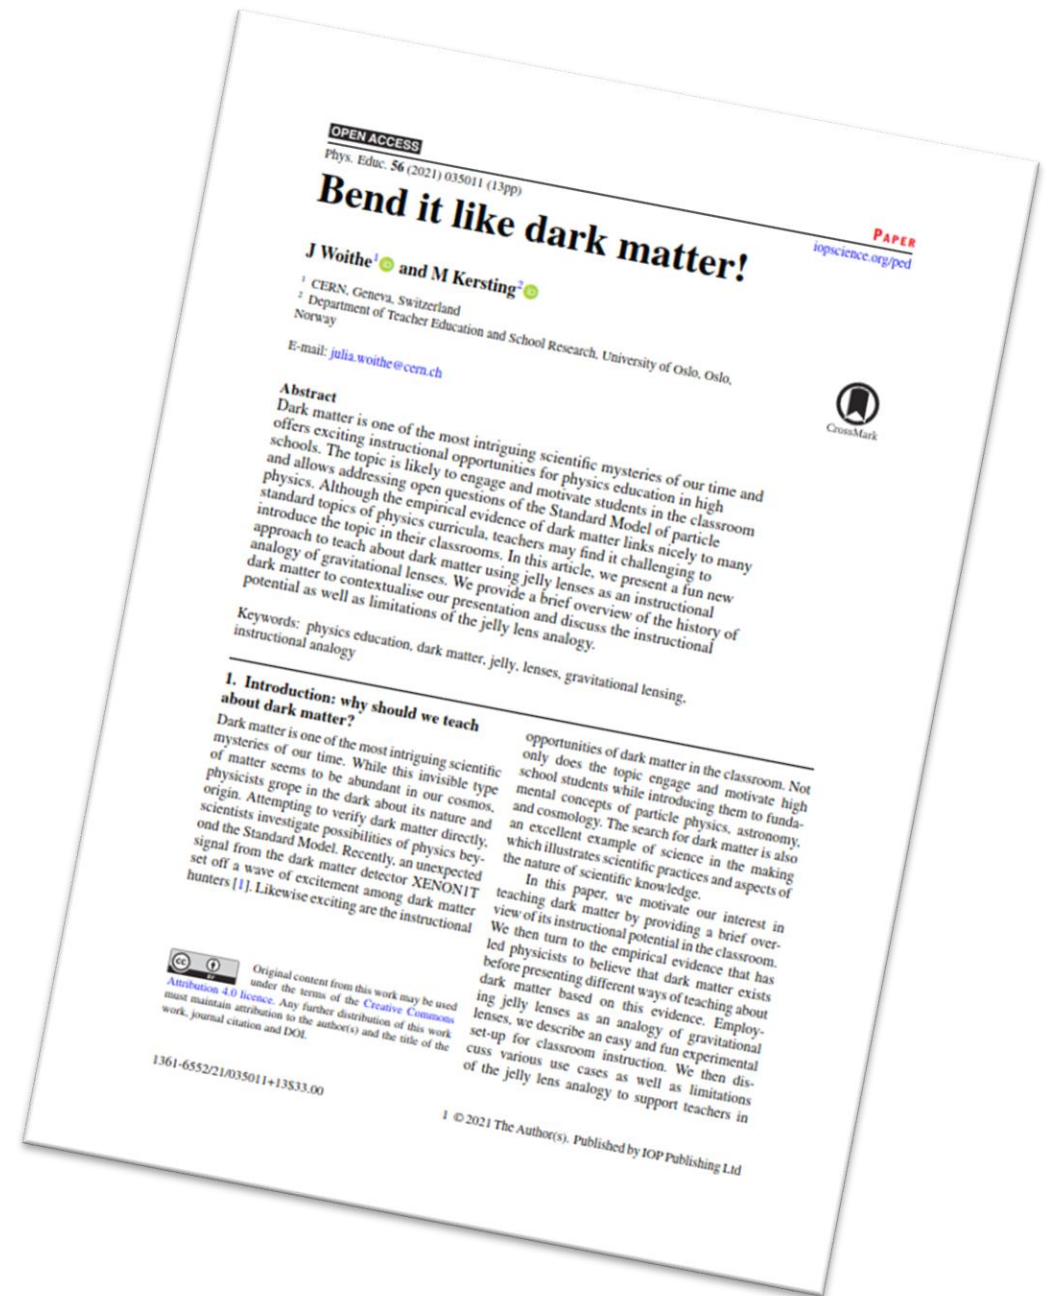 OPEN ACCESS
Phys. Educ. 56 (2021) 035011 (13pp)
PAPER
iopscience.org/ped
Bend it like dark matter!
J Woithe1 and M Kersting2
1 CERN, Geneva, Switzerland
2 Department of Teacher Education and School Research, University of Oslo, Oslo,
Norway
E-mail: julia.woithe@cern.ch
CrossMark
Abstract
Dark matter is one of the most intriguing scientific mysteries of our time and
offers exciting instructional opportunities for physics education in high
schools. The topic is likely to engage and motivate students in the classroom
and allows addressing open questions of the Standard Model of particle
physics. Although the empirical evidence of dark matter links nicely to many
standard topics of physics curricula, teachers may find it challenging to
introduce the topic in their classrooms. In this article, we present a fun new
approach to teach about dark matter using jelly lenses as an instructional
analogy of gravitational lenses. We provide a brief overview of the history of
dark matter to contextualise our presentation and discuss the instructional
potential as well as limitations of the jelly lens analogy.
Keywords: physics education, dark matter, jelly, lenses, gravitational lensing,
instructional analogy
1. Introduction: why should we teach
about dark matter?
Dark matter is one of the most intriguing scientific
mysteries of our time. While this invisible type
of matter seems to be abundant in our cosmos,
physicists grope in the dark about its nature and
origin. Attempting to verify dark matter directly,
scientists investigate possibilities of physics bey-
ond the Standard Model. Recently, an unexpected
signal from the dark matter detector XENON1T
set off a wave of excitement among dark matter
hunters [1]. Likewise exciting are the instructional
opportunities of dark matter in the classroom. Not
only does the topic engage and motivate high
school students while introducing them to funda-
mental concepts of particle physics, astronomy,
and cosmology. The search for dark matter is also
an excellent example of science in the making
which illustrates scientific practices and aspects of
the nature of scientific knowledge.
In this paper, we motivate our interest in
teaching dark matter by providing a brief over-
view of its instructional potential in the classroom.
We then turn to the empirical evidence that has
led physicists to believe that dark matter exists
before presenting different ways of teaching about
dark matter based on this evidence. Employ-
ing jelly lenses as an analogy of gravitational
lenses, we describe an easy and fun experimental
set-up for classroom instruction. We then dis-
cuss various use cases as well as limitations
of the jelly lens analogy to support teachers in
cc BY
Original content from this work may be used
under the terms of the Creative Commons
Attribution 4.0 licence. Any further distribution of this work
must maintain attribution to the author(s) and the title of the
work, journal citation and DOI.
1361-6552/21/035011+13$33.00
1 © 2021 The Author(s). Published by IOP Publishing Ltd